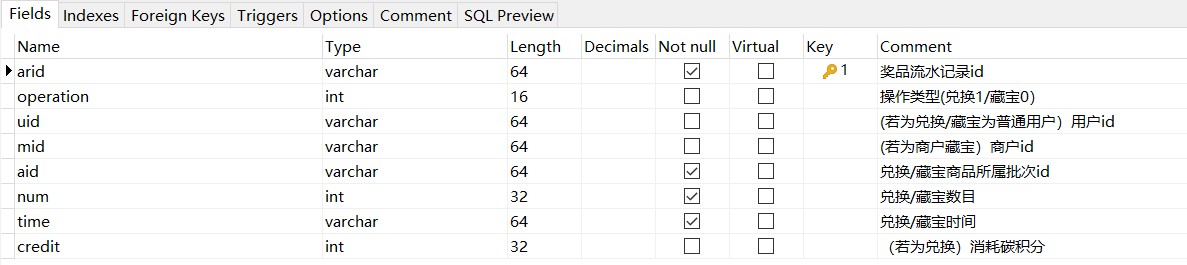 Fields Indexes Foreign Keys Triggers Options Comment SQL Preview
Name Type Length Decimals Not null Virtual Key Comment
arid varchar 64 1 奖品流水记录id
operation int 16 操作类型(兑换1/藏宝0)
uid varchar 64 (若为兑换/藏宝为普通用户）用户id
mid varchar 64 (若为商户藏宝）商户id
aid varchar 64 兑换/藏宝商品所属批次id
num int 32 兑换/藏宝数目
time varchar 64 兑换/藏宝时间
credit int 32 （若为兑换）消耗碳积分